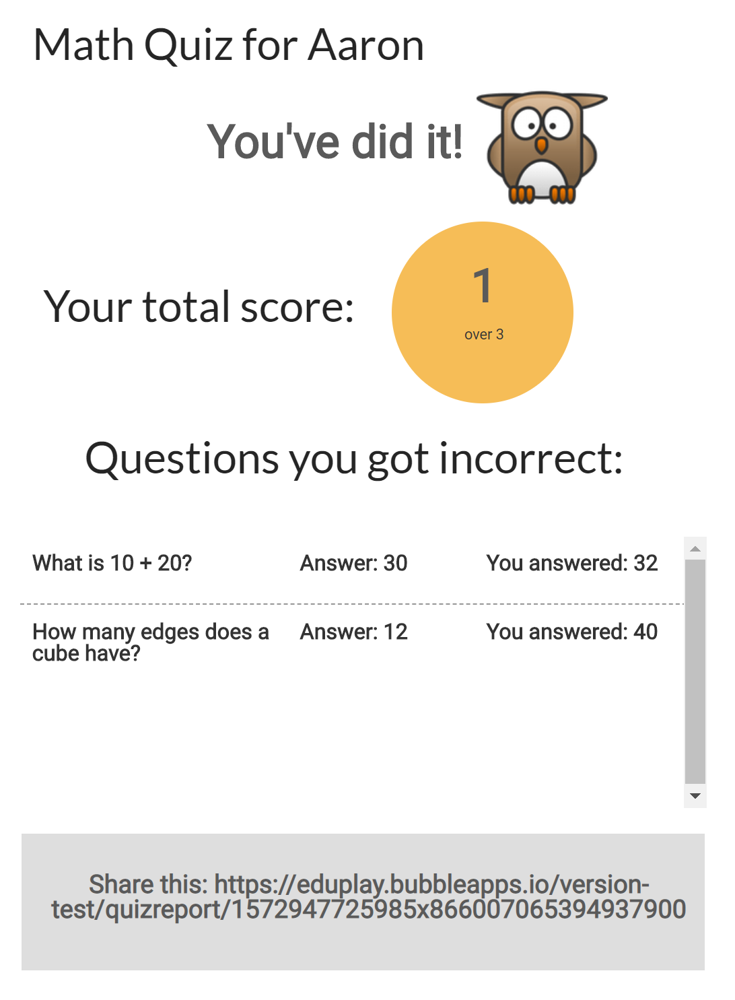 Math Quiz for Aaron
You've did it!
Your total score:
1
over 3
Questions you got incorrect:
What is 10 + 20? Answer: 30 You answered: 32
How many edges does a Answer: 12 You answered: 40
cube have?
Share this: https://eduplay.bubbleapps.io/version-
test/quizreport/1572947725985x866007065394937900